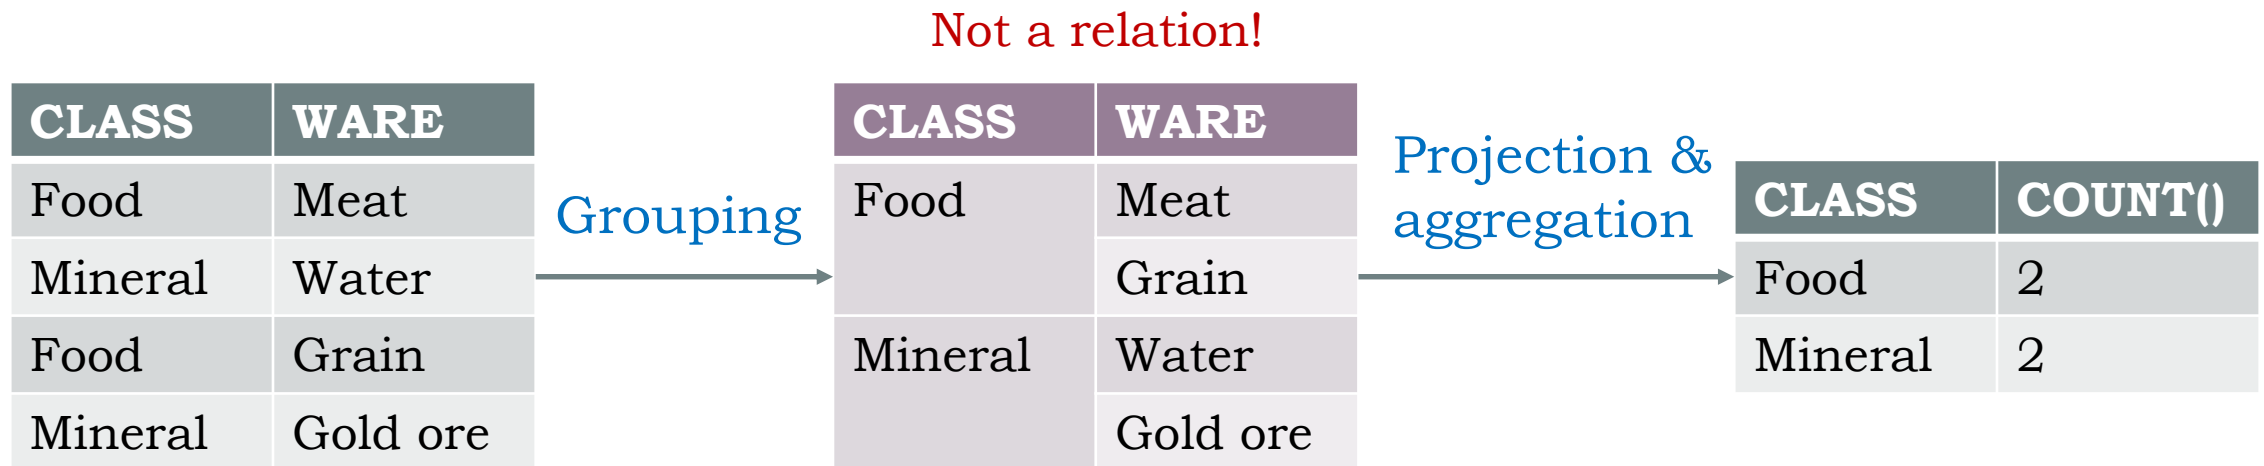 Not a relation!
CLASS WARE
Food Meat
Mineral Water
Food Grain
Mineral Gold ore
Grouping
CLASS WARE
Food Meat
Grain
Mineral Water
Gold ore
Projection &
aggregation
CLASS COUNT()
Food 2
Mineral 2